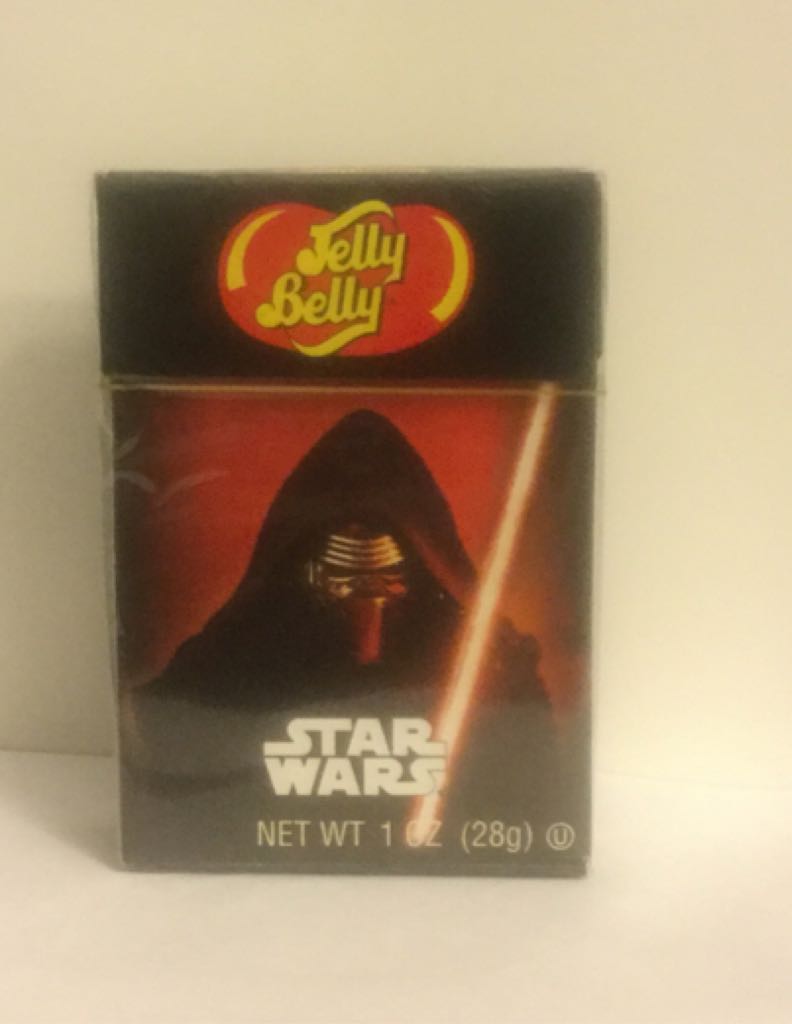 Jelly
Belly
STAR
WARS
NET WT 1 OZ (28g) Ⓤ